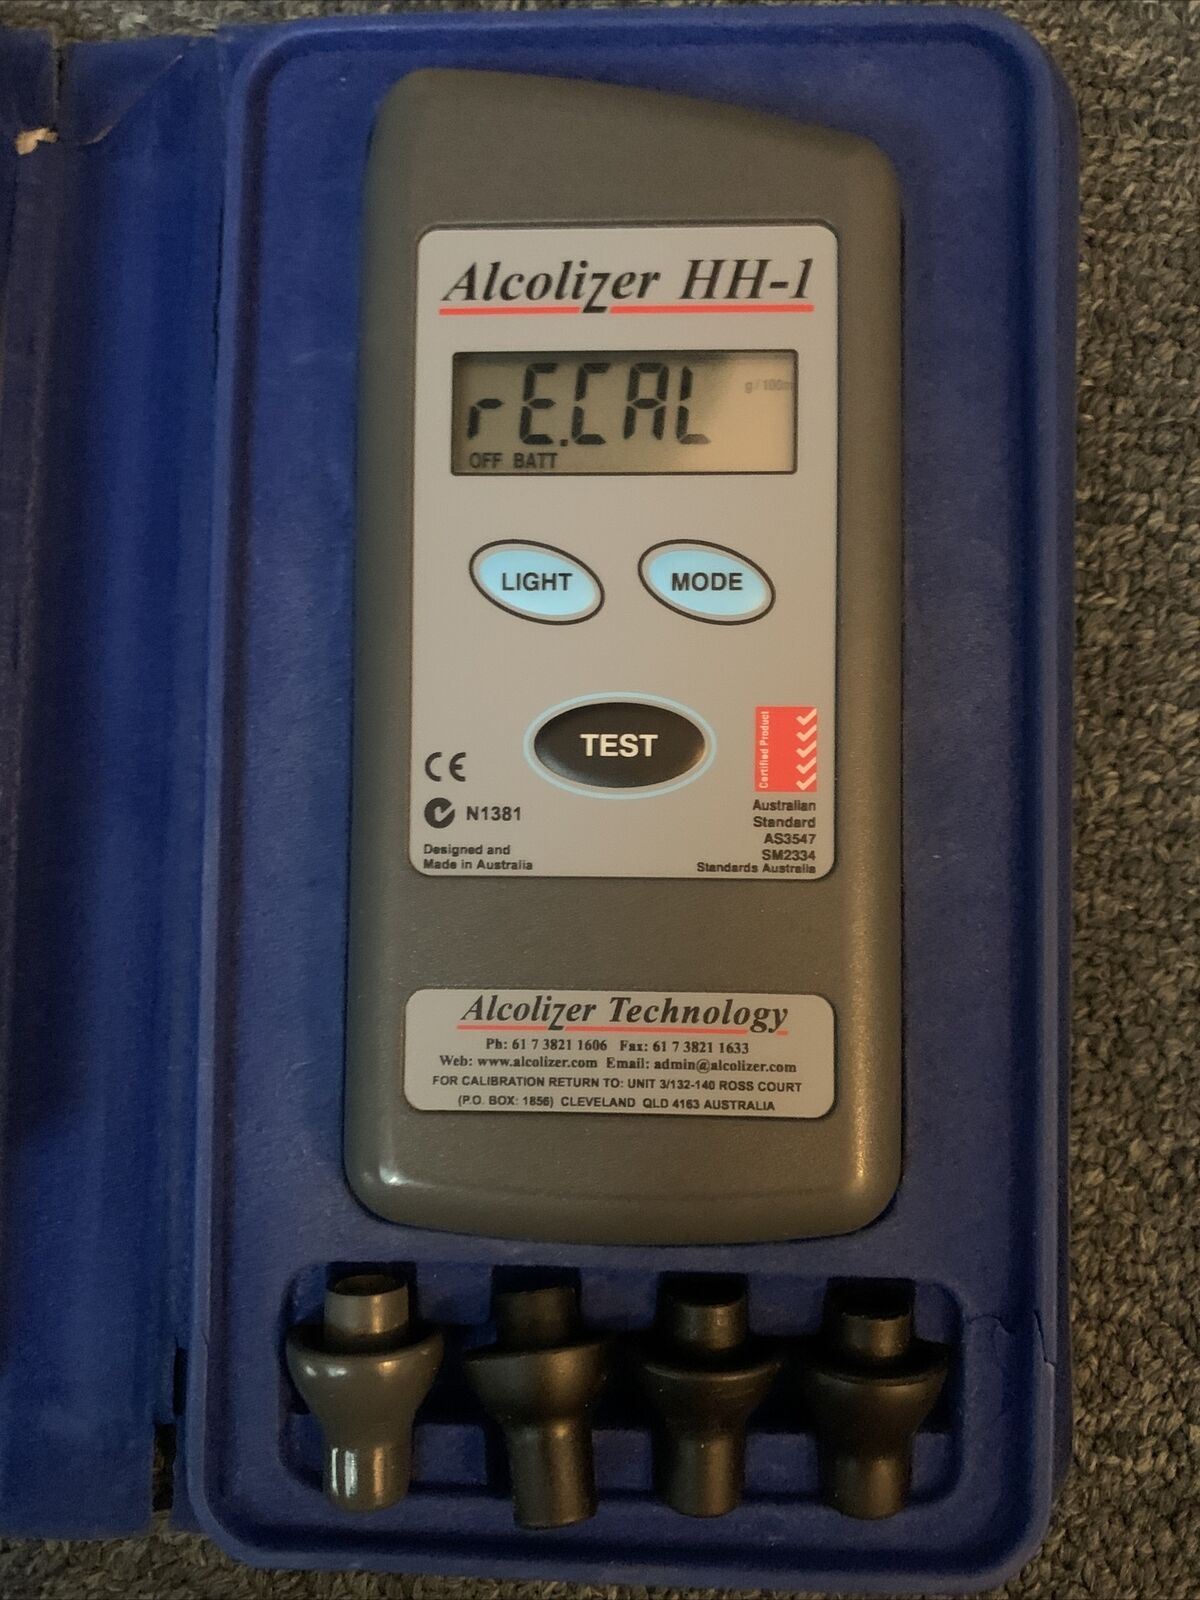 Alcolizer HH-1
rE.CAL
g/100m
OFF BATT
LIGHT
MODE
TEST
Certified Product
CE
N1381
Designed and
Made in Australia
Australian
Standard
AS3547
SM2334
Standards Australia
Alcolizer Technology
Ph: 61 7 3821 1606 Fax: 61 7 3821 1633
Web: www.alcolizer.com Email: admin@alcolizer.com
FOR CALIBRATION RETURN TO: UNIT 3/132-140 ROSS COURT
(P.O. BOX: 1856) CLEVELAND QLD 4163 AUSTRALIA